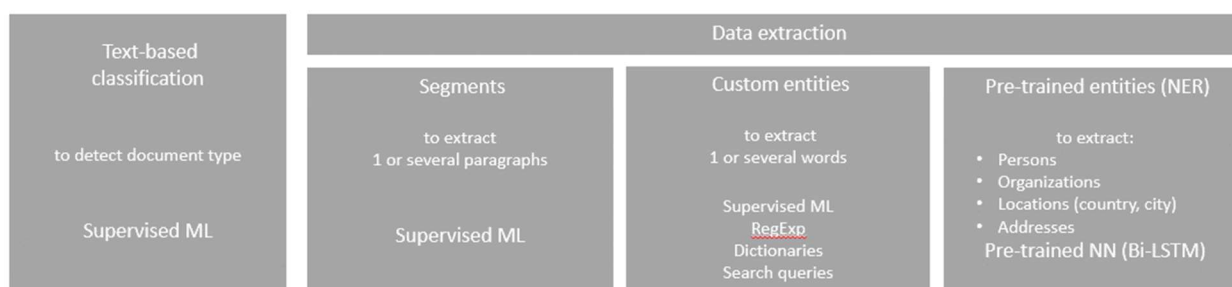 Text-based
classification
to detect document type
Supervised ML
Data extraction
Segments
to extract
1 or several paragraphs
Supervised ML
Custom entities
to extract
1 or several words
Supervised ML
RegExp
Dictionaries
Search queries
Pre-trained entities (NER)
to extract:
• Persons
• Organizations
• Locations (country, city)
• Addresses
Pre-trained NN (Bi-LSTM)